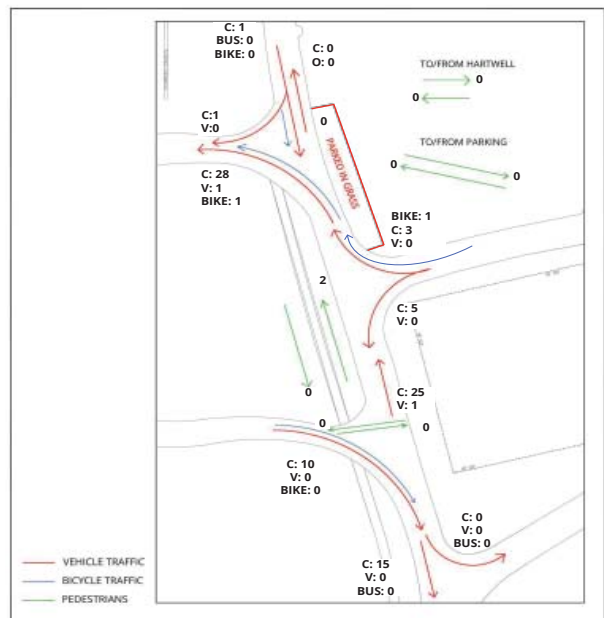 C: 1
BUS: 0
BIKE: 0
C: 0
O: 0
TO/FROM HARTWELL
0
0
C:1
V:0
0
PARKED IN GRASS
TO/FROM PARKING
0
0
C: 28
V: 1
BIKE: 1
BIKE: 1
C: 3
V: 0
2
C: 5
V: 0
0
C: 25
V: 1
0
0
C: 10
V: 0
BIKE: 0
C: 0
V: 0
BUS: 0
C: 15
V: 0
BUS: 0
VEHICLE TRAFFIC
BICYCLE TRAFFIC
PEDESTRIANS